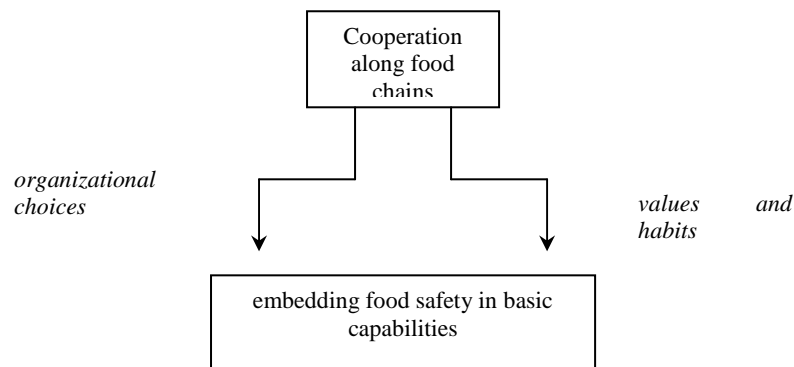 Cooperation
along food
chains
organizational
choices
values and
habits
embedding food safety in basic
capabilities